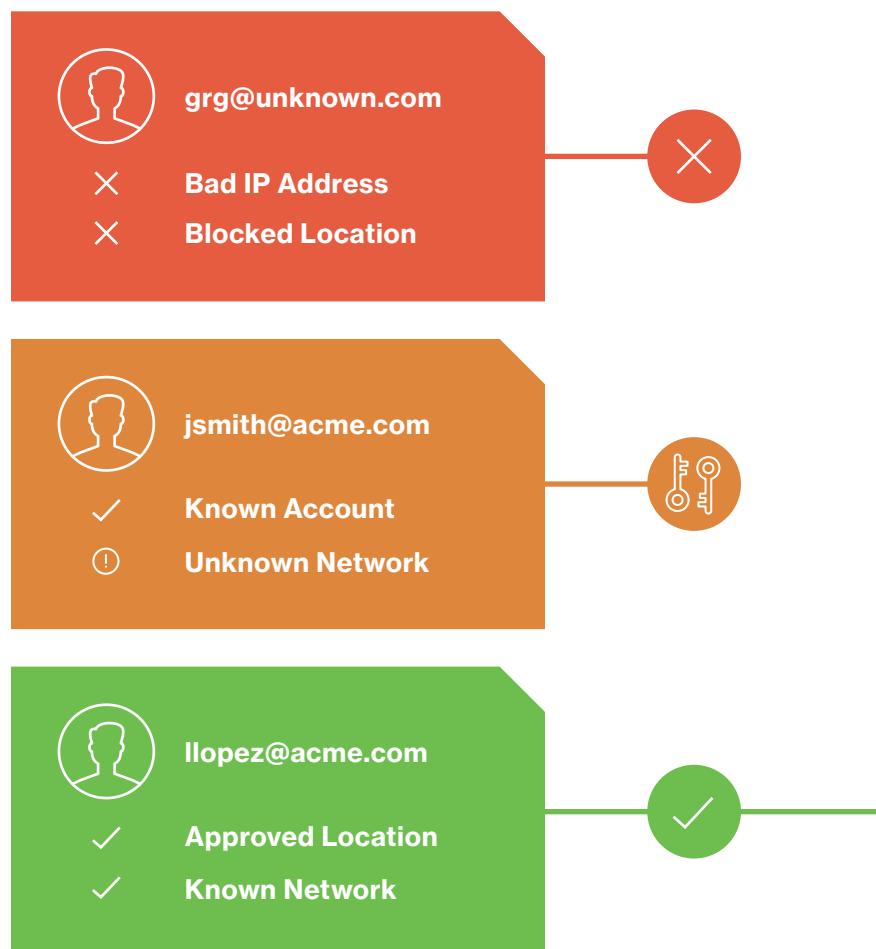 grg@unknown.com
Bad IP Address
Blocked Location
jsmith@acme.com
Known Account
Unknown Network
llopez@acme.com
Approved Location
Known Network